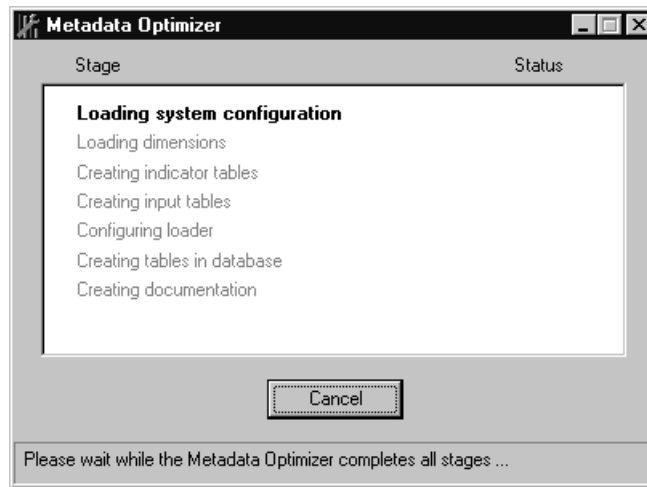 Metadata Optimizer
Stage Status
Loading system configuration
Loading dimensions
Creating indicator tables
Creating input tables
Configuring loader
Creating tables in database
Creating documentation
Cancel
Please wait while the Metadata Optimizer completes all stages ...